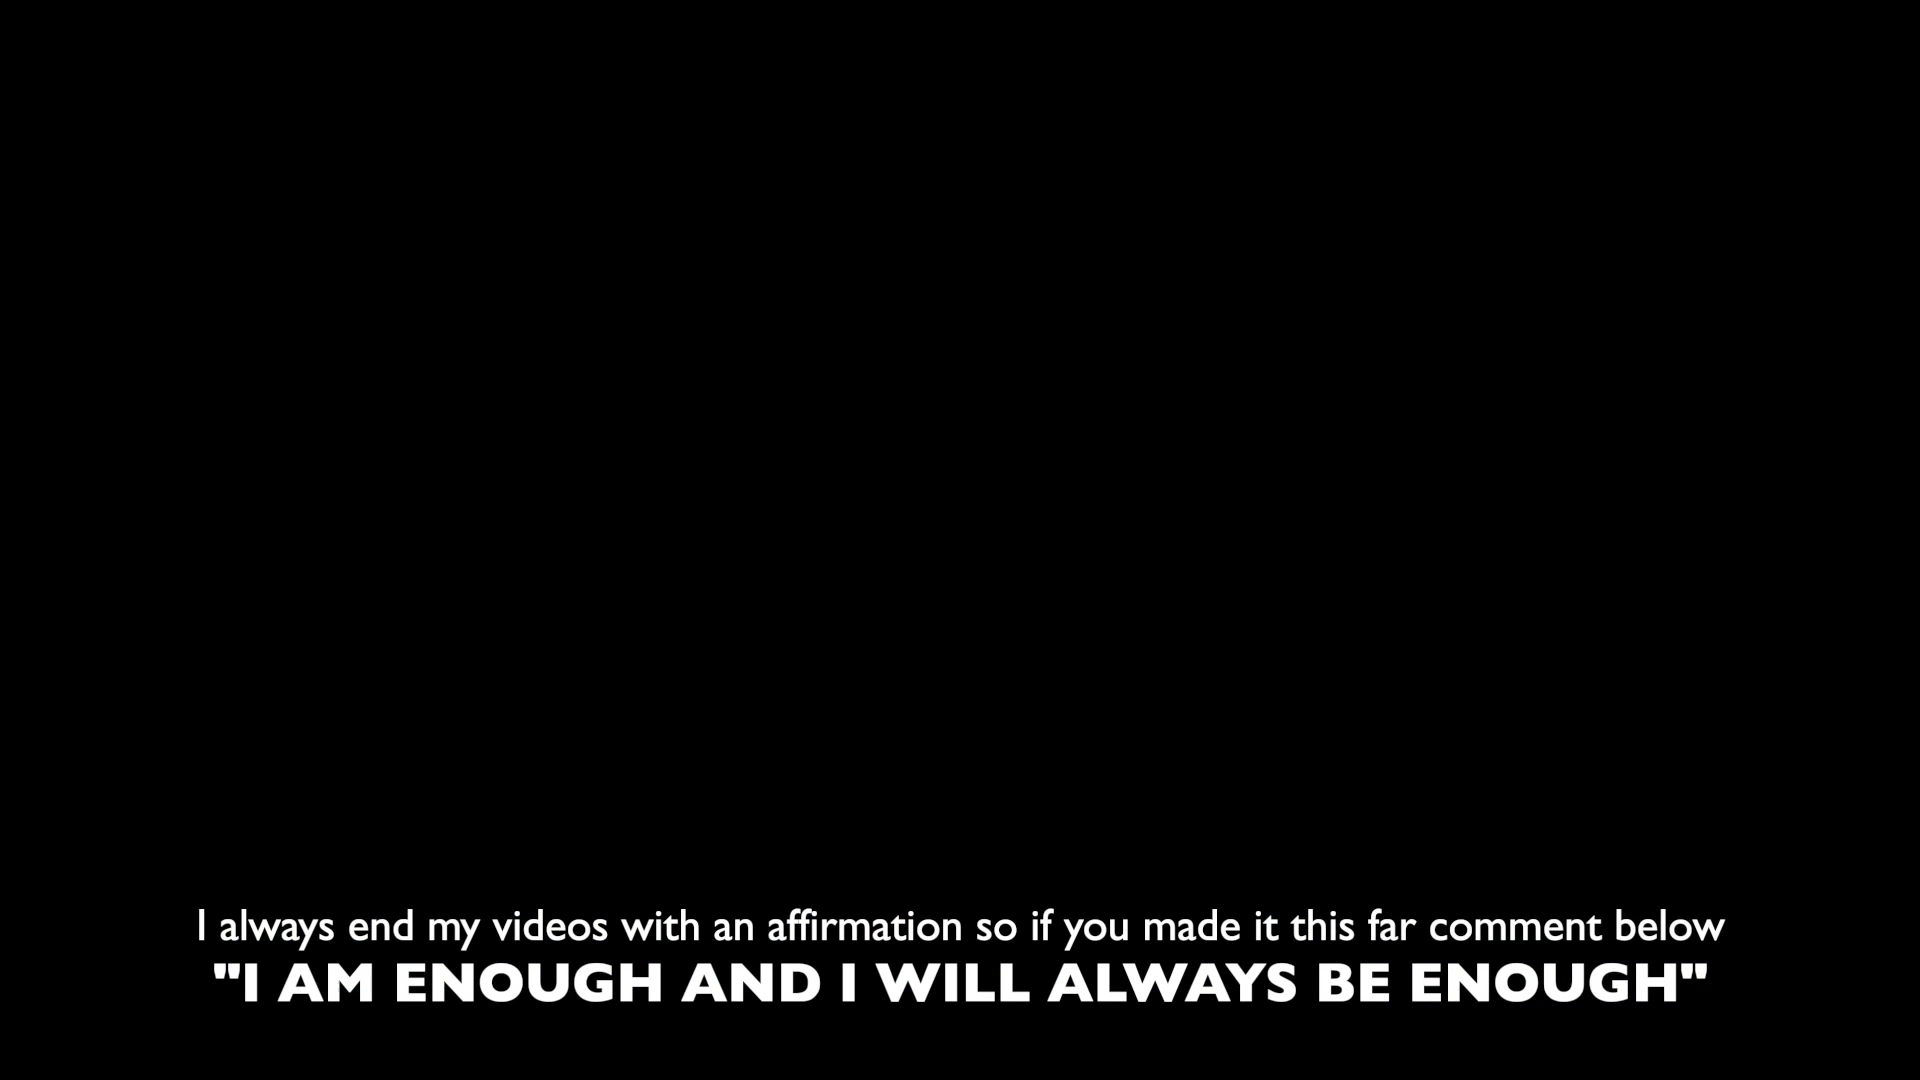 I always end my videos with an affirmation so if you made it this far comment below
"I AM ENOUGH AND I WILL ALWAYS BE ENOUGH"